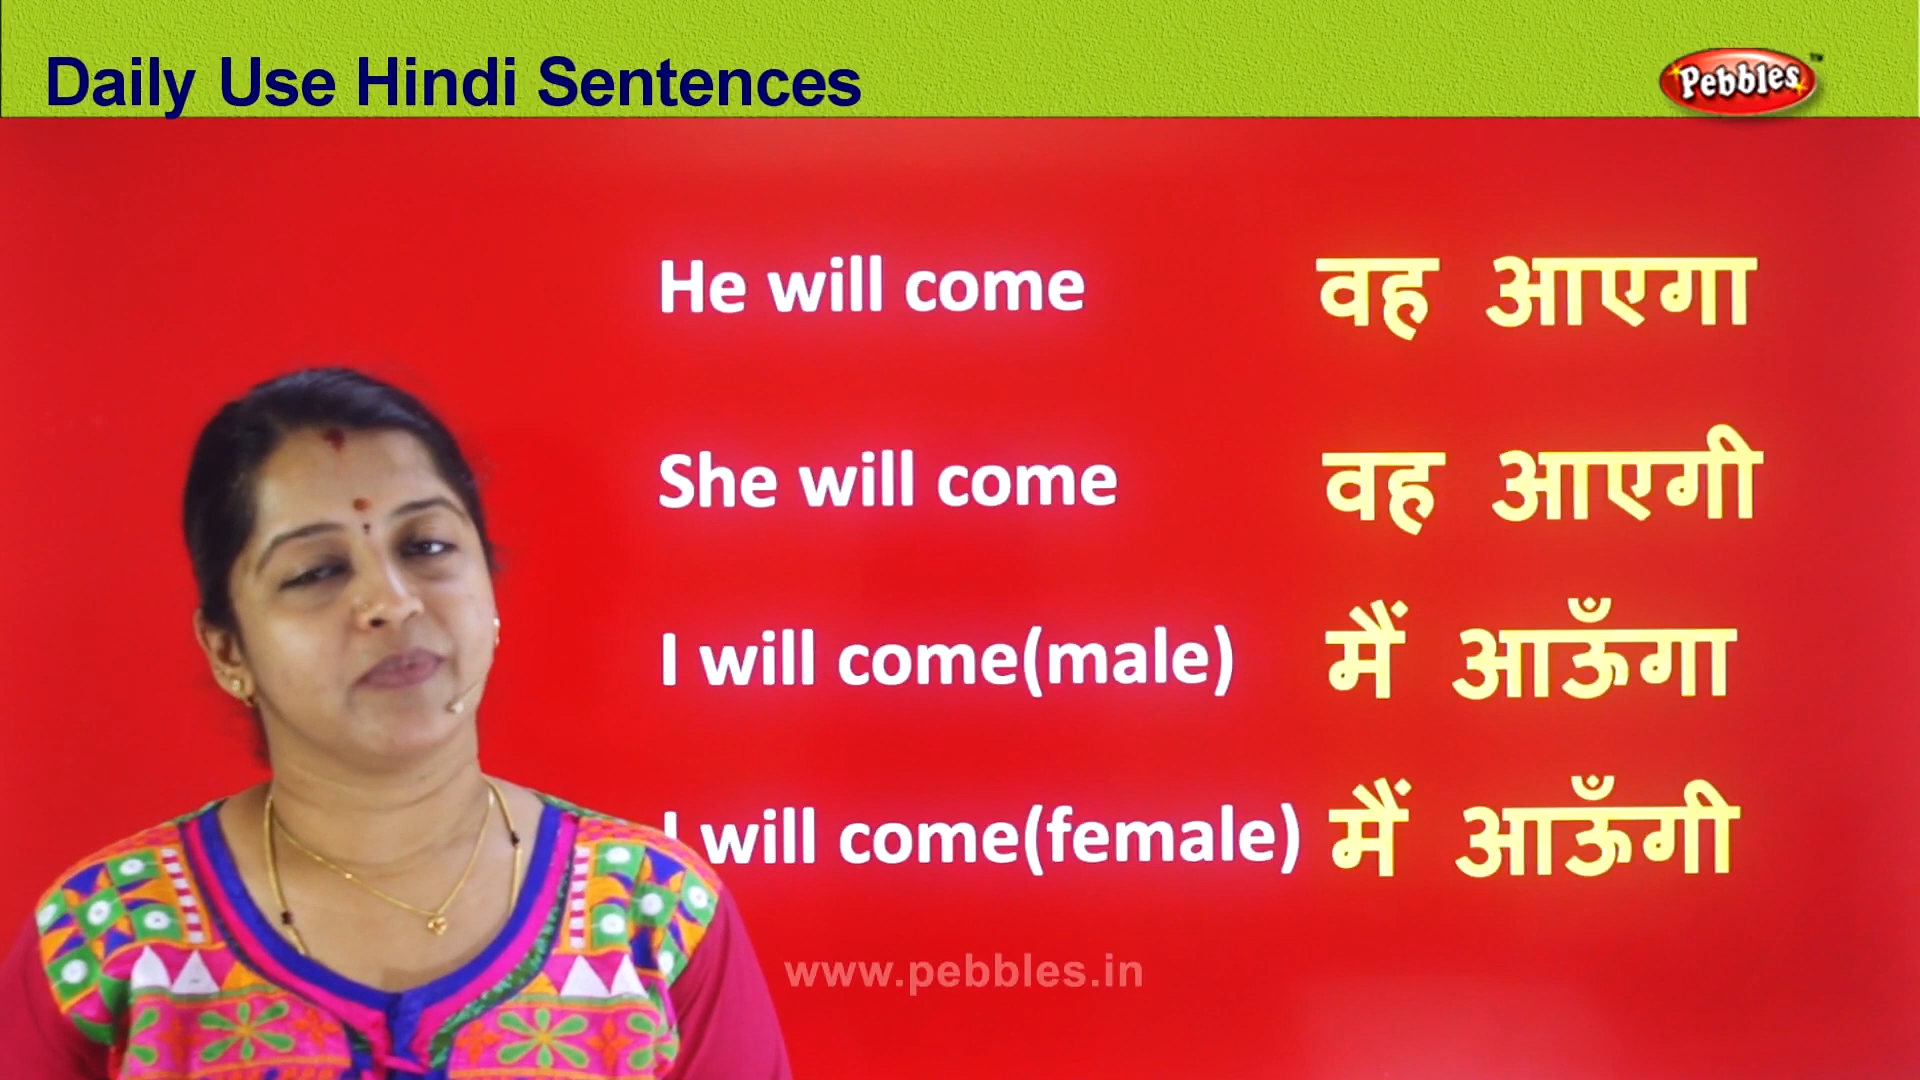 Daily Use Hindi Sentences
Pebbles™
He will come वह आएगा
She will come वह आएगी
I will come(male) मैं आऊँगा
I will come(female) मैं आऊँगी
www.pebbles.in